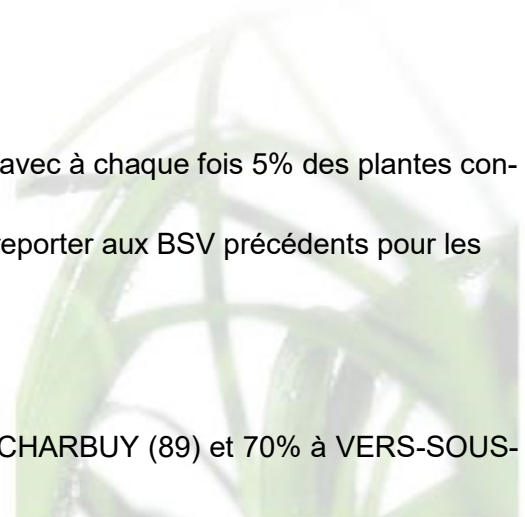 avec à chaque fois 5% des plantes con-
reporter aux BSV précédents pour les
CHARBUY (89) et 70% à VERS-SOUS-